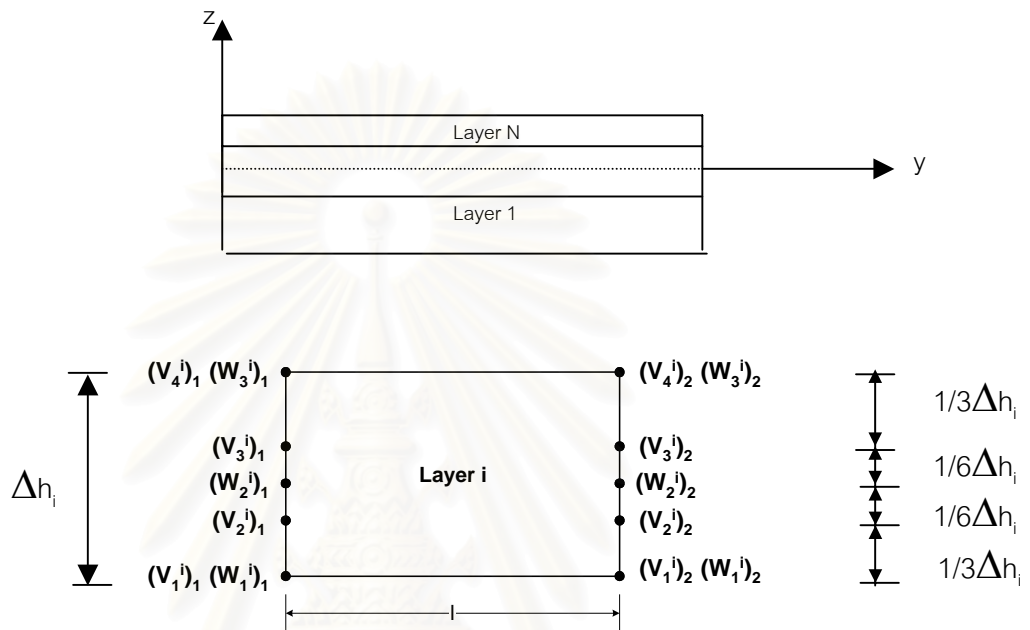 z
Layer N
y
Layer 1
(V₄ⁱ)₁ (W₃ⁱ)₁
(V₄ⁱ)₂ (W₃ⁱ)₂
1/3Δhᵢ
(V₃ⁱ)₁
(V₃ⁱ)₂
1/6Δhᵢ
Δhᵢ
(W₂ⁱ)₁
Layer i
(W₂ⁱ)₂
1/6Δhᵢ
(V₂ⁱ)₁
(V₂ⁱ)₂
1/3Δhᵢ
(V₁ⁱ)₁ (W₁ⁱ)₁
(V₁ⁱ)₂ (W₁ⁱ)₂
l